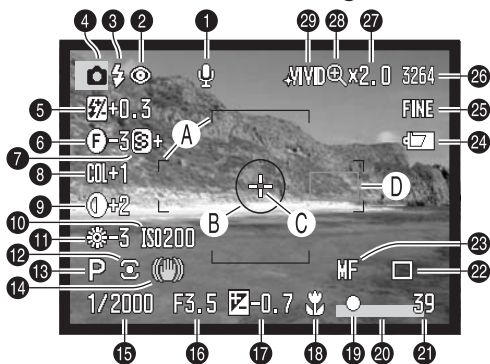 4 3 2 1 29 28 27
VIVID x2.0 3264 26
5 +0.3 FINE 25
6 F-3 S+ A 24
7
8 COL+1 D
9 +2 B C
10
11 -3 ISO200
12 23
13 P MF 22
14
1/2000 F3.5 -0.7 39
15 16 17 18 19 20 21